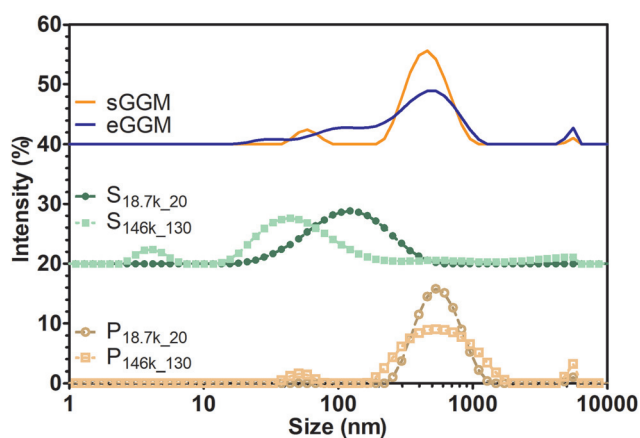 60
50
40
30
20
10
0
Intensity (%)
sGGM
eGGM
S18.7k_20
S146k_130
P18.7k_20
P146k_130
1 10 100 1000 10000
Size (nm)